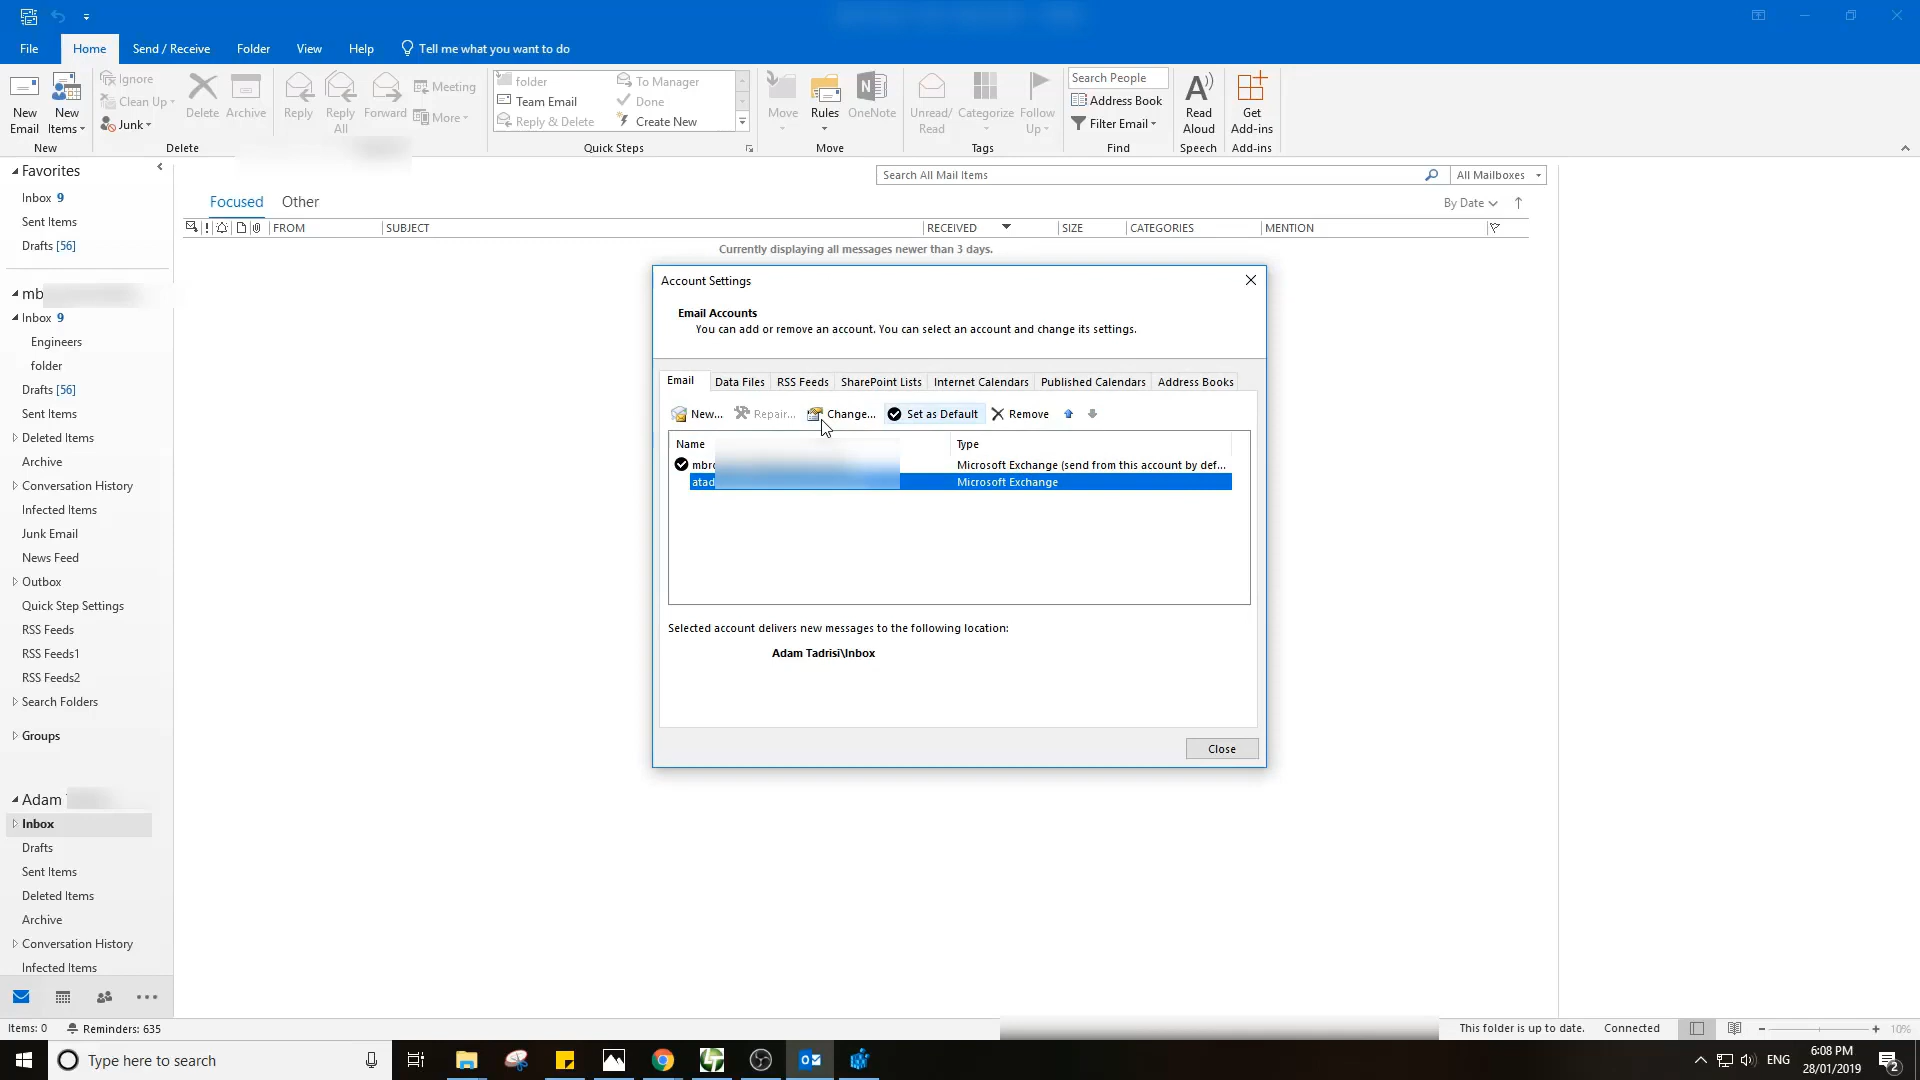 File
Home
Send / Receive
Folder
View
Help
Tell me what you want to do
New
Email
New
Items
New
Ignore
Clean Up
Junk
Delete
Archive
Delete
Reply
Reply
All
Forward
Meeting
More
folder
Team Email
Reply & Delete
To Manager
Done
Create New
Quick Steps
Move
Rules
OneNote
Move
Unread/
Read
Categorize
Follow
Up
Tags
Search People
Address Book
Filter Email
Find
Read
Aloud
Speech
Get
Add-ins
Add-ins
Favorites
Inbox 9
Sent Items
Drafts [56]
mb
Inbox 9
Engineers
folder
Drafts [56]
Sent Items
Deleted Items
Archive
Conversation History
Infected Items
Junk Email
News Feed
Outbox
Quick Step Settings
RSS Feeds
RSS Feeds1
RSS Feeds2
Search Folders
Groups
Adam
Inbox
Drafts
Sent Items
Deleted Items
Archive
Conversation History
Infected Items
Search All Mail Items
All Mailboxes
Focused
Other
By Date
FROM
SUBJECT
RECEIVED
SIZE
CATEGORIES
MENTION
Currently displaying all messages newer than 3 days.
Account Settings
Email Accounts
You can add or remove an account. You can select an account and change its settings.
Email
Data Files
RSS Feeds
SharePoint Lists
Internet Calendars
Published Calendars
Address Books
New...
Repair...
Change...
Set as Default
Remove
Name
Type
mbr
Microsoft Exchange (send from this account by def...
atad
Microsoft Exchange
Selected account delivers new messages to the following location:
Adam Tadrisi\Inbox
Close
Items: 0
Reminders: 635
This folder is up to date.
Connected
10%
Type here to search
ENG
6:08 PM
28/01/2019
2